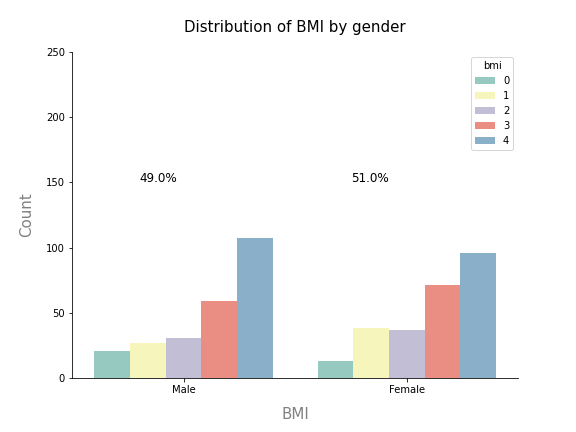 Distribution of BMI by gender
250
200
150
100
50
0
Count
49.0%
51.0%
bmi
0
1
2
3
4
Male
Female
BMI